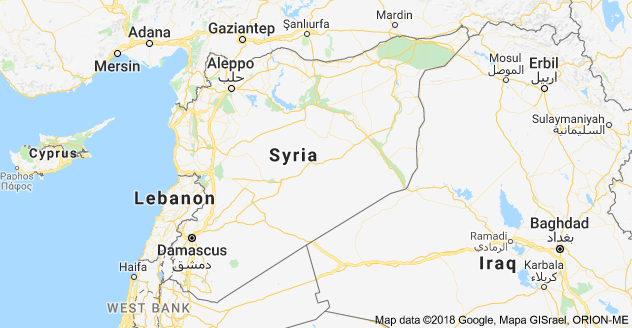 Mardin
Gaziantep
Şanlıurfa
Adana
Mersin
Aleppo
حلب
Mosul
الموصل
Erbil
اربيل
Sulaymaniyah
السليمانية
Cyprus
Syria
Paphos
Πάφος
Lebanon
Damascus
دمشق
Baghdad
بغداد
Ramadi
الرمادي
Haifa
Iraq
Karbala
كربلاء
WEST BANK
Map data ©2018 Google, Mapa GISrael, ORION-ME